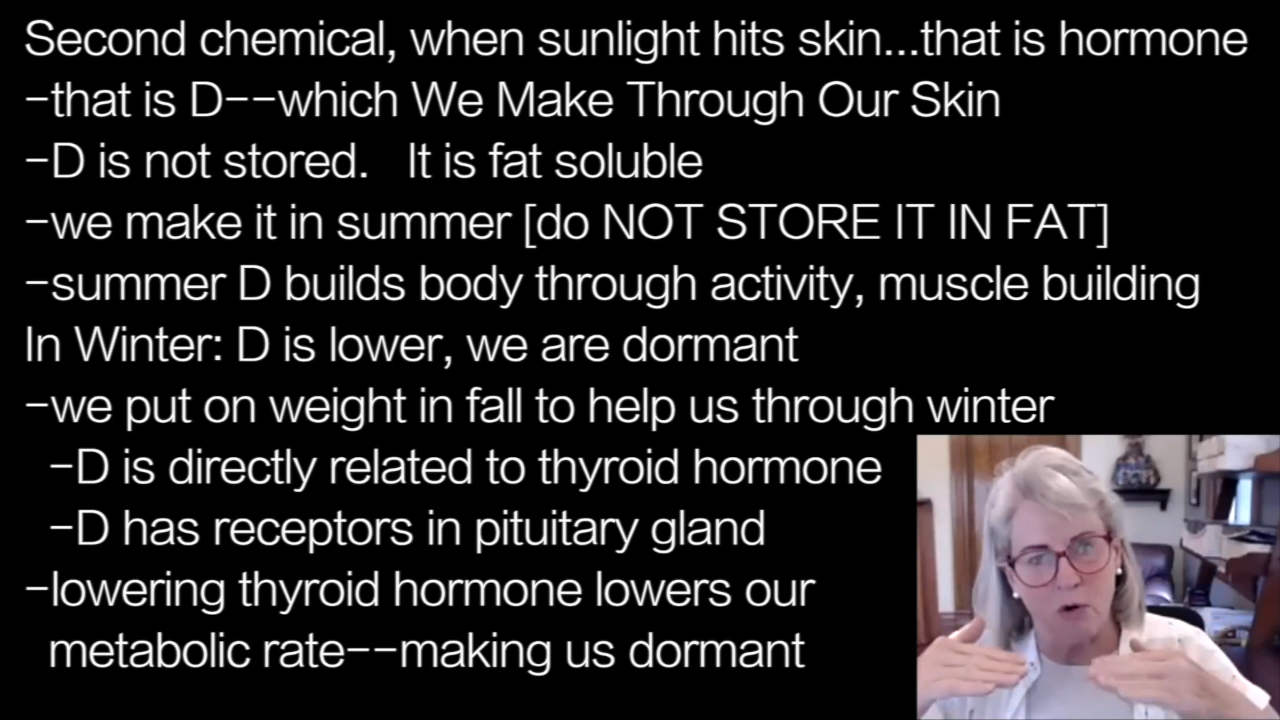 Second chemical, when sunlight hits skin...that is hormone
-that is D--which We Make Through Our Skin
-D is not stored.   It is fat soluble
-we make it in summer [do NOT STORE IT IN FAT]
-summer D builds body through activity, muscle building
In Winter: D is lower, we are dormant
-we put on weight in fall to help us through winter
-D is directly related to thyroid hormone
-D has receptors in pituitary gland
-lowering thyroid hormone lowers our
metabolic rate--making us dormant